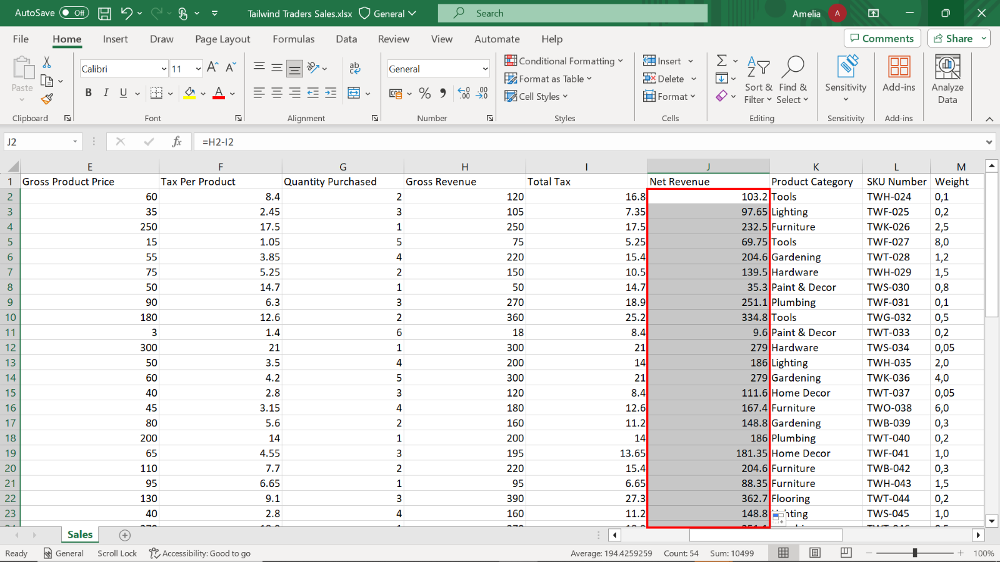 AutoSave Off Tailwind Traders Sales.xlsx General Search Amelia A
File Home Insert Draw Page Layout Formulas Data Review View Automate Help Comments Share
Paste Calibri 11 A A ab General Conditional Formatting Format as Table Cell Styles Insert Delete Format Sort & Filter Find & Select Sensitivity Add-ins Analyze Data
B I U A % .00
Clipboard Font Alignment Number Styles Cells Editing Sensitivity Add-ins
J2 fx =H2-I2
E F G H I J K L M
1 Gross Product Price Tax Per Product Quantity Purchased Gross Revenue Total Tax Net Revenue Product Category SKU Number Weight
2 60 8.4 2 120 16.8 103.2 Tools TWH-024 0,1
3 35 2.45 3 105 7.35 97.65 Lighting TWF-025 0,2
4 250 17.5 1 250 17.5 232.5 Furniture TWK-026 2,5
5 15 1.05 5 75 5.25 69.75 Tools TWF-027 8,0
6 55 3.85 4 220 15.4 204.6 Gardening TWT-028 1,2
7 75 5.25 2 150 10.5 139.5 Hardware TWH-029 1,5
8 50 14.7 1 50 14.7 35.3 Paint & Decor TWS-030 0,8
9 90 6.3 3 270 18.9 251.1 Plumbing TWF-031 0,1
10 180 12.6 2 360 25.2 334.8 Tools TWG-032 0,5
11 3 1.4 6 18 8.4 9.6 Paint & Decor TWT-033 0,2
12 300 21 1 300 21 279 Hardware TWS-034 0,05
13 50 3.5 4 200 14 186 Lighting TWH-035 2,0
14 60 4.2 5 300 21 279 Gardening TWK-036 4,0
15 40 2.8 3 120 8.4 111.6 Home Decor TWT-037 0,05
16 45 3.15 4 180 12.6 167.4 Furniture TWO-038 6,0
17 80 5.6 2 160 11.2 148.8 Gardening TWB-039 0,3
18 200 14 1 200 14 186 Plumbing TWT-040 0,2
19 65 4.55 3 195 13.65 181.35 Home Decor TWF-041 1,0
20 110 7.7 2 220 15.4 204.6 Furniture TWB-042 0,3
21 95 6.65 1 95 6.65 88.35 Furniture TWH-043 1,5
22 130 9.1 3 390 27.3 362.7 Flooring TWT-044 0,2
23 40 2.8 4 160 11.2 148.8 TWS-045 1,0
Sales
Ready General Scroll Lock Accessibility: Good to go Average: 194.4259259 Count: 54 Sum: 10499 100%